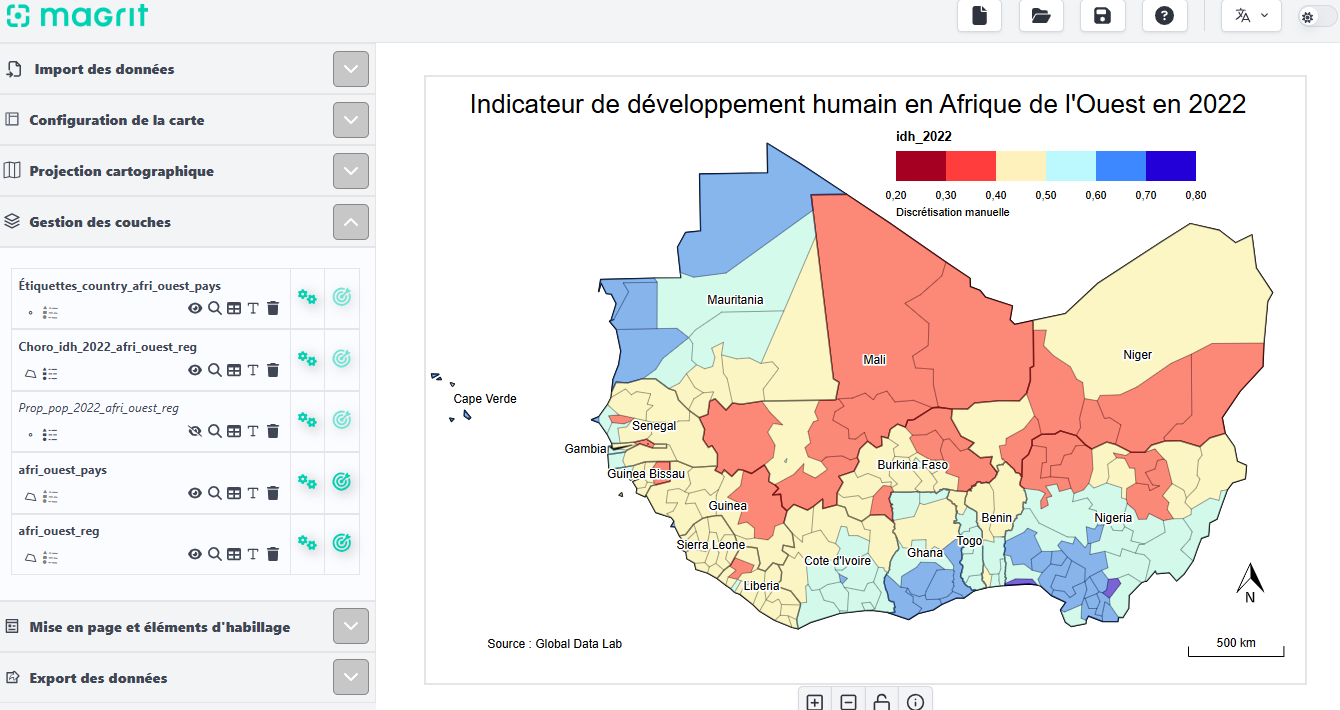 magrit
Import des données
Configuration de la carte
Projection cartographique
Gestion des couches
Étiquettes_country_afri_ouest_pays
Choro_idh_2022_afri_ouest_reg
Prop_pop_2022_afri_ouest_reg
afri_ouest_pays
afri_ouest_reg
Mise en page et éléments d'habillage
Export des données
Indicateur de développement humain en Afrique de l'Ouest en 2022
idh_2022
0,20 0,30 0,40 0,50 0,60 0,70 0,80
Discrétisation manuelle
Mauritania
Mali
Niger
Cape Verde
Senegal
Gambia
Guinea Bissau
Burkina Faso
Guinea
Benin
Nigeria
Sierra Leone
Togo
Ghana
Cote d'Ivoire
Liberia
N
Source : Global Data Lab
500 km